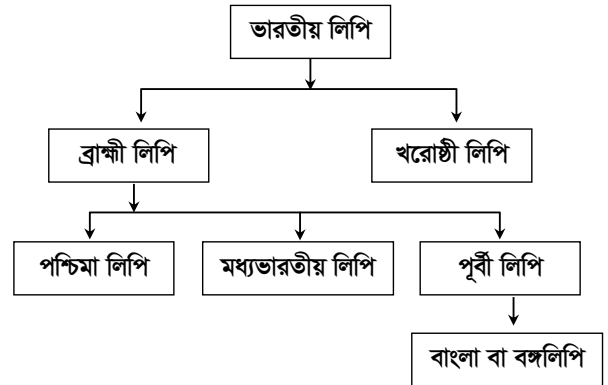 ভারতীয় লিপি
ব্রাহ্মী লিপি
খরোষ্ঠী লিপি
পশ্চিমা লিপি
মধ্যভারতীয় লিপি
পূর্বী লিপি
বাংলা বা বঙ্গলিপি